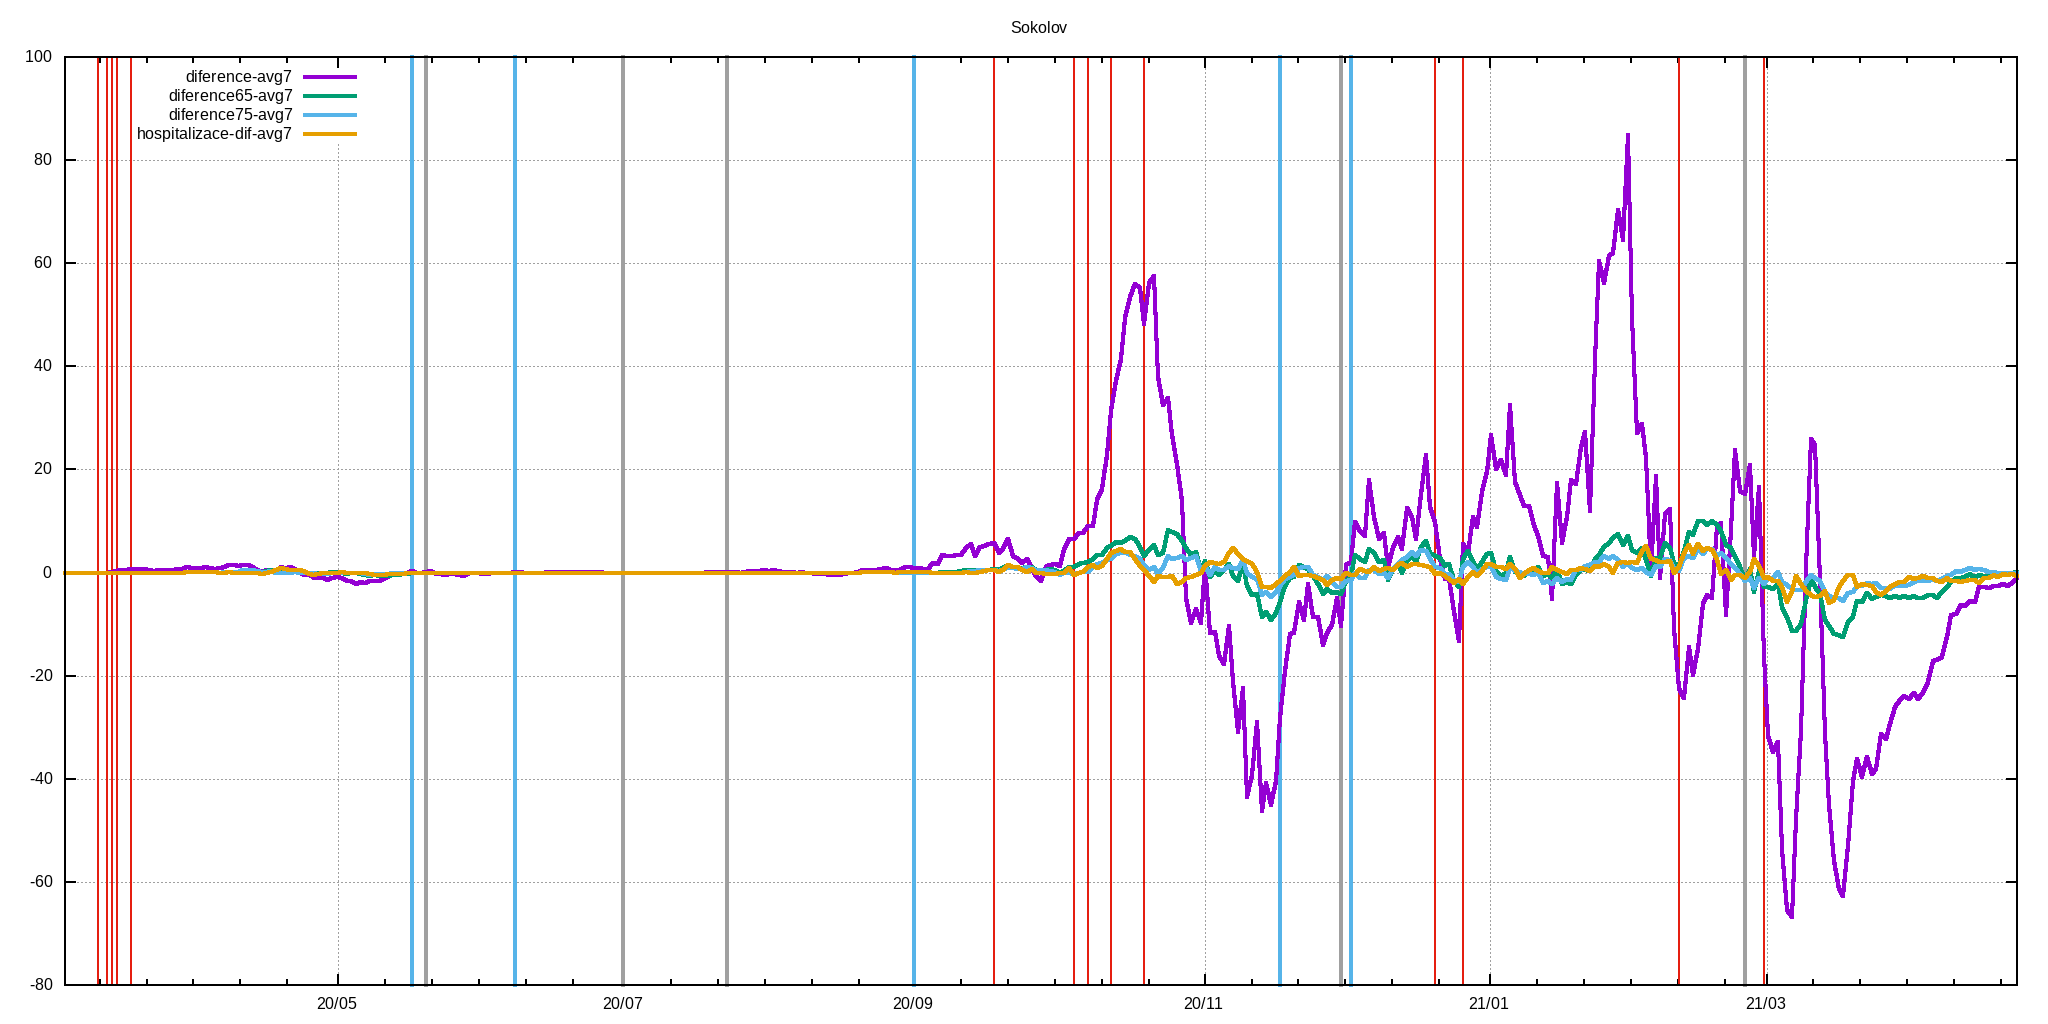 Sokolov
100
diference-avg7
diference65-avg7
diference75-avg7
hospitalizace-dif-avg7
80
60
40
20
0
-20
-40
-60
-80
20/05 20/07 20/09 20/11 21/01 21/03